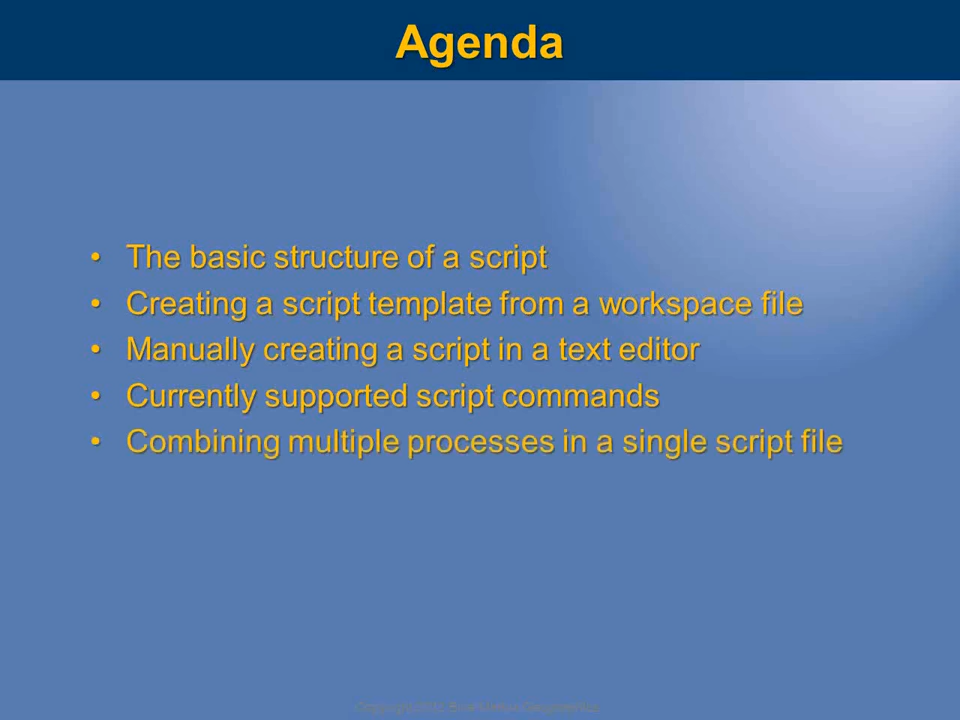 Agenda
• The basic structure of a script
• Creating a script template from a workspace file
• Manually creating a script in a text editor
• Currently supported script commands
• Combining multiple processes in a single script file